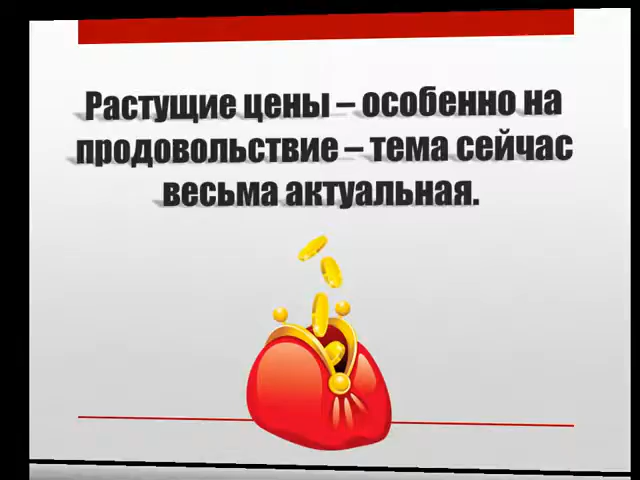 Растущие цены – особенно на
продовольствие – тема сейчас
весьма актуальная.